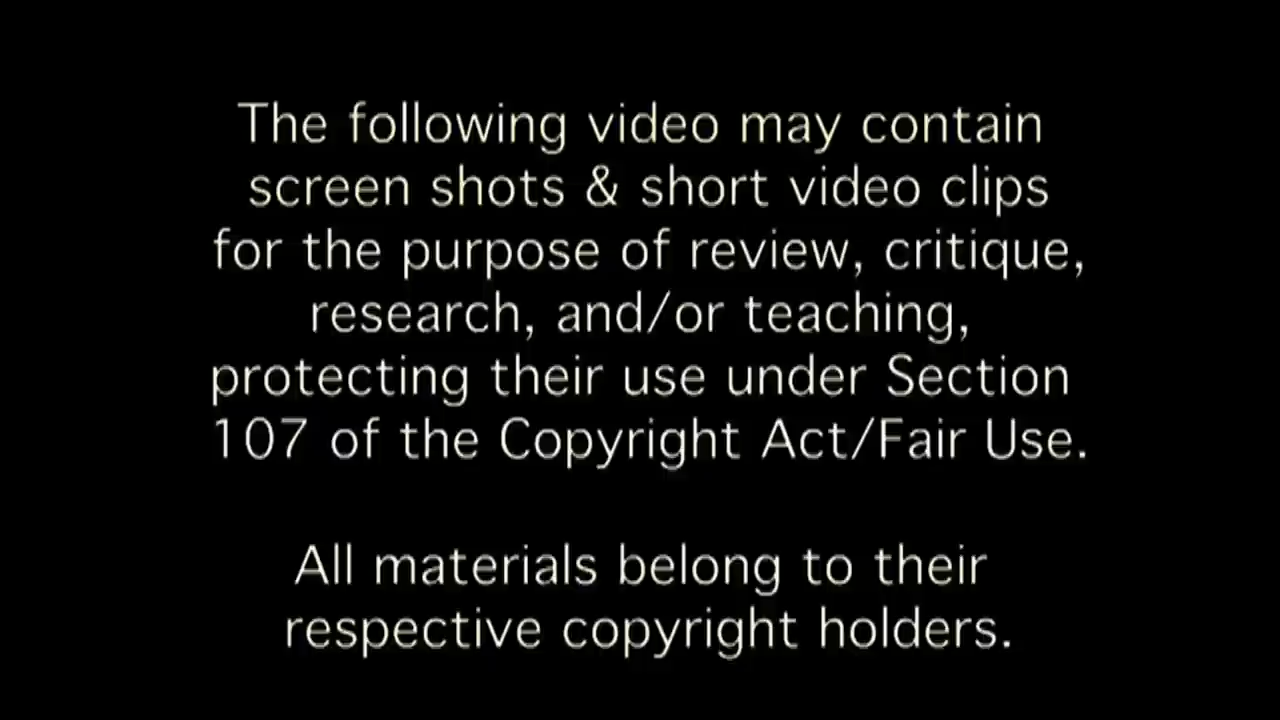 The following video may contain
screen shots & short video clips
for the purpose of review, critique,
research, and/or teaching,
protecting their use under Section
107 of the Copyright Act/Fair Use.
All materials belong to their
respective copyright holders.